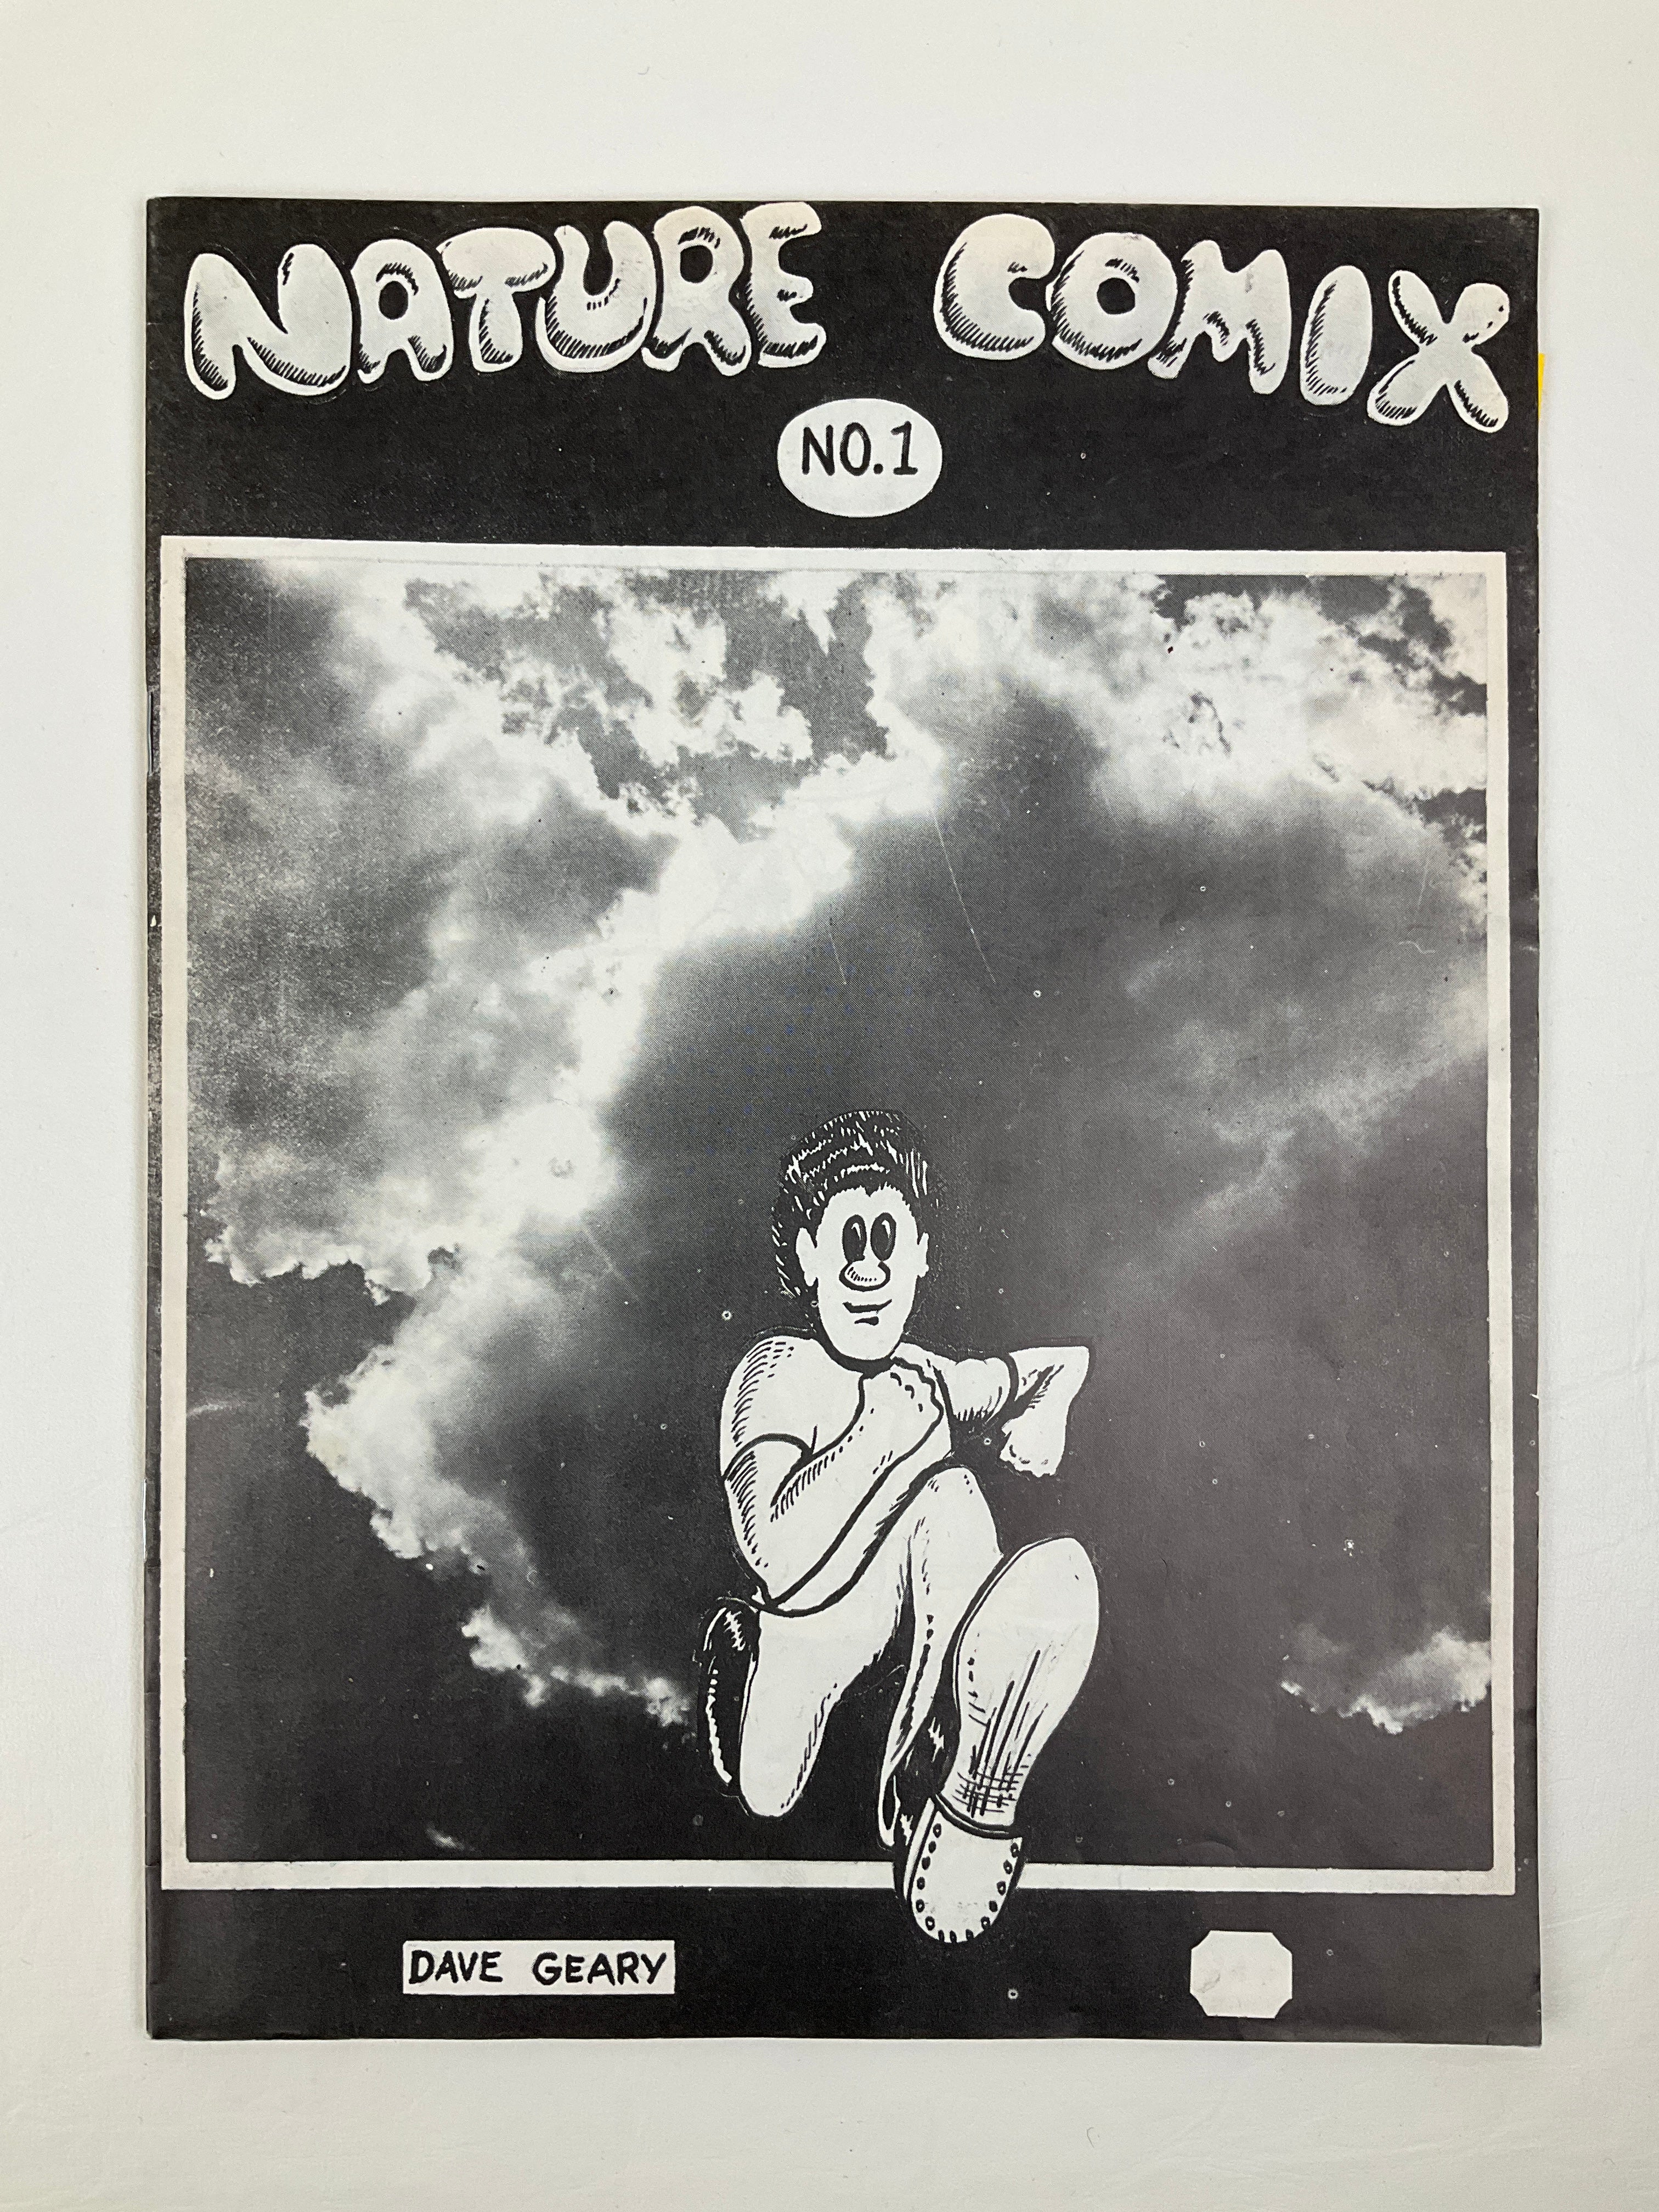 NATURE COMIX
NO.1
DAVE GEARY